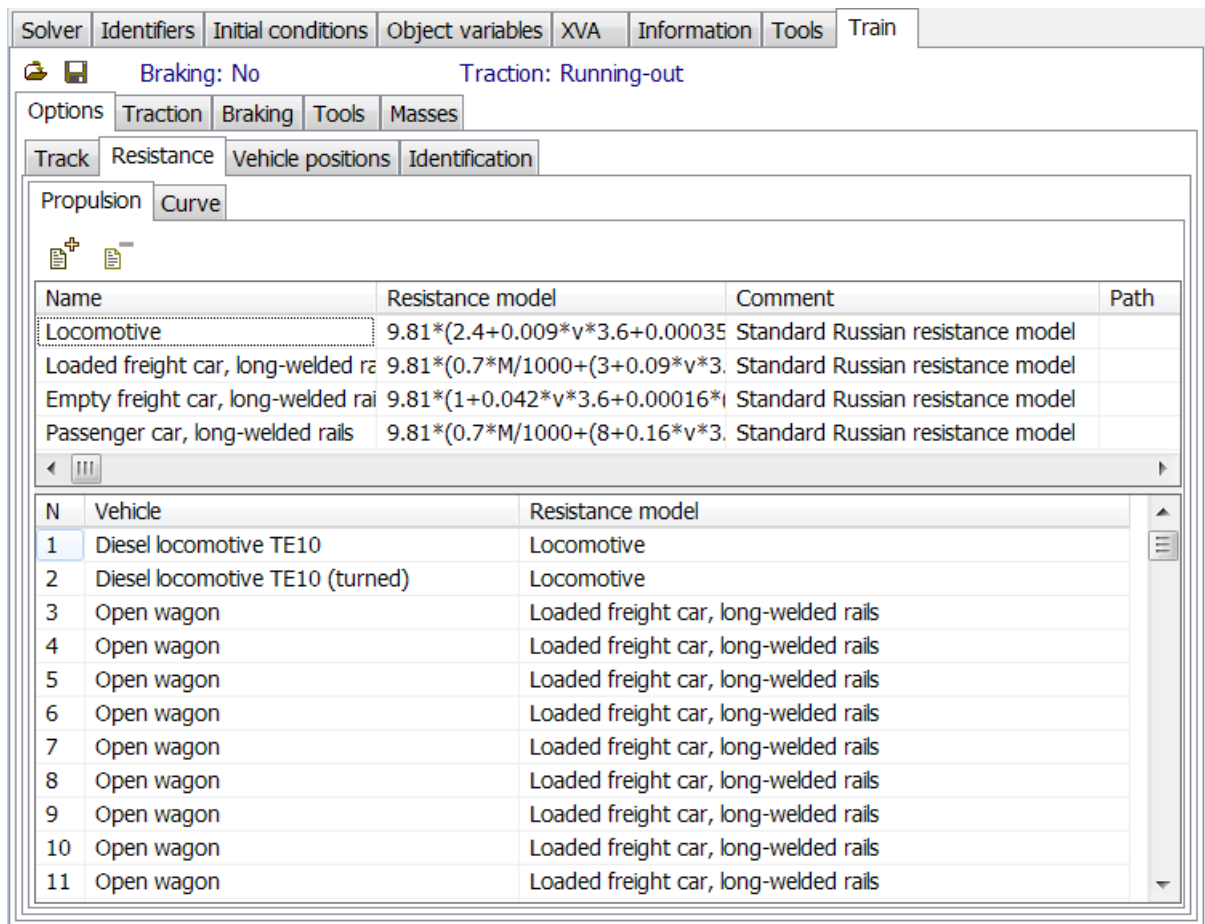 Solver Identifiers Initial conditions Object variables XVA Information Tools Train
Braking: No Traction: Running-out
Options Traction Braking Tools Masses
Track Resistance Vehicle positions Identification
Propulsion Curve
Name Resistance model Comment Path
Locomotive 9.81*(2.4+0.009*v*3.6+0.00035 Standard Russian resistance model
Loaded freight car, long-welded ra 9.81*(0.7*M/1000+(3+0.09*v*3. Standard Russian resistance model
Empty freight car, long-welded rai 9.81*(1+0.042*v*3.6+0.00016*( Standard Russian resistance model
Passenger car, long-welded rails 9.81*(0.7*M/1000+(8+0.16*v*3. Standard Russian resistance model
N Vehicle Resistance model
1 Diesel locomotive TE10 Locomotive
2 Diesel locomotive TE10 (turned) Locomotive
3 Open wagon Loaded freight car, long-welded rails
4 Open wagon Loaded freight car, long-welded rails
5 Open wagon Loaded freight car, long-welded rails
6 Open wagon Loaded freight car, long-welded rails
7 Open wagon Loaded freight car, long-welded rails
8 Open wagon Loaded freight car, long-welded rails
9 Open wagon Loaded freight car, long-welded rails
10 Open wagon Loaded freight car, long-welded rails
11 Open wagon Loaded freight car, long-welded rails